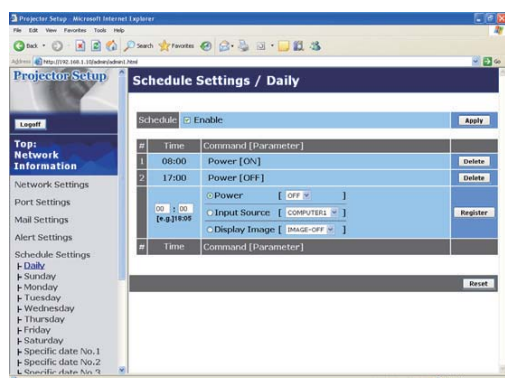 Projector Setup - Microsoft Internet Explorer
File Edit View Favorites Tools Help
Back Search Favorites
Address http://192.168.1.10/admin/admin1.html Go
Projector Setup
Logoff
Top:
Network
Information
Network Settings
Port Settings
Mail Settings
Alert Settings
Schedule Settings
Daily
Sunday
Monday
Tuesday
Wednesday
Thursday
Friday
Saturday
Specific date No.1
Specific date No.2
Specific date No.3
Schedule Settings / Daily
Schedule Enable Apply
# Time Command [Parameter]
1 08:00 Power [ON] Delete
2 17:00 Power [OFF] Delete
00 : 00
[e.g.]18:05
Power [ OFF ]
Input Source [ COMPUTER1 ]
Display Image [ IMAGE-OFF ]
Register
# Time Command [Parameter]
Reset